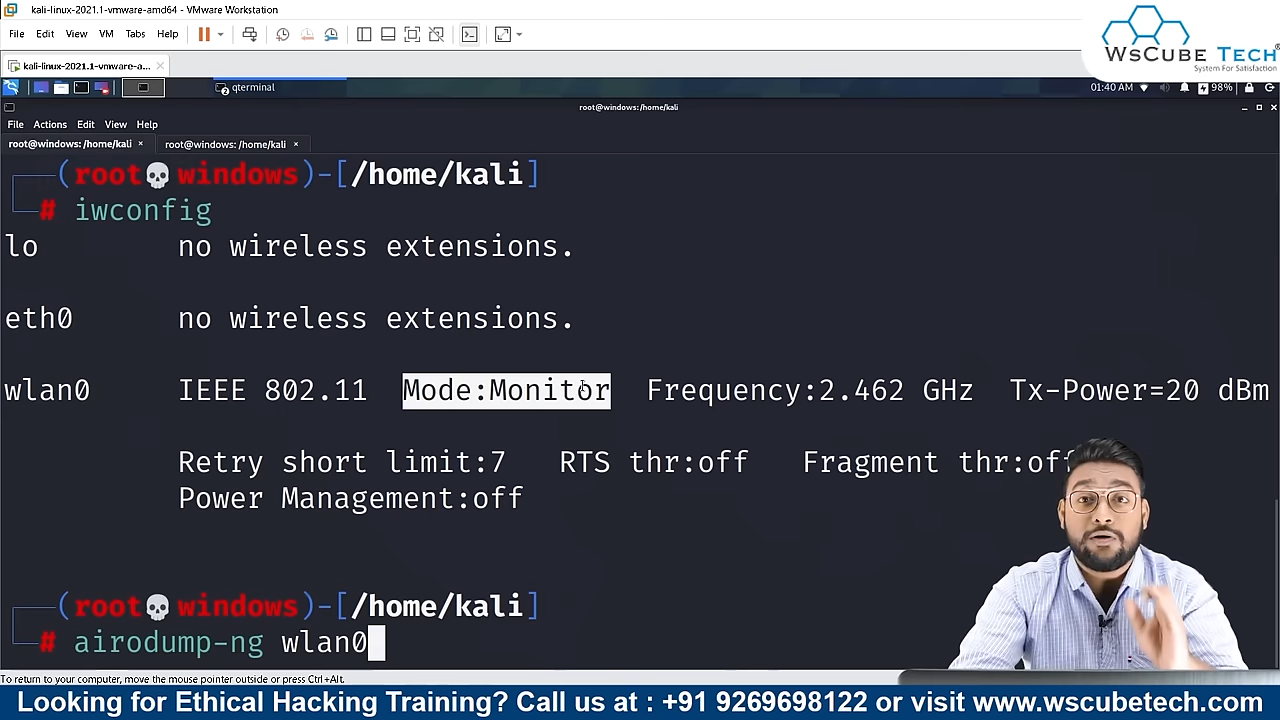 kali-linux-2021.1-vmware-amd64 - VMware Workstation
File Edit View VM Tabs Help
WsCube Tech
System For Satisfaction
kali-linux-2021.1-vmware-a...
qterminal
01:40 AM
98%
root@windows:/home/kali
File Actions Edit View Help
root@windows: /home/kali
root@windows: /home/kali
(root💀windows)-[/home/kali]
# iwconfig
lo no wireless extensions.
eth0 no wireless extensions.
wlan0 IEEE 802.11 Mode:Monitor Frequency:2.462 GHz Tx-Power=20 dBm
Retry short limit:7 RTS thr:off Fragment thr:off
Power Management:off
(root💀windows)-[/home/kali]
# airodump-ng wlan0
To return to your computer, move the mouse pointer outside or press Ctrl+Alt.
Looking for Ethical Hacking Training? Call us at : +91 9269698122 or visit www.wscubetech.com